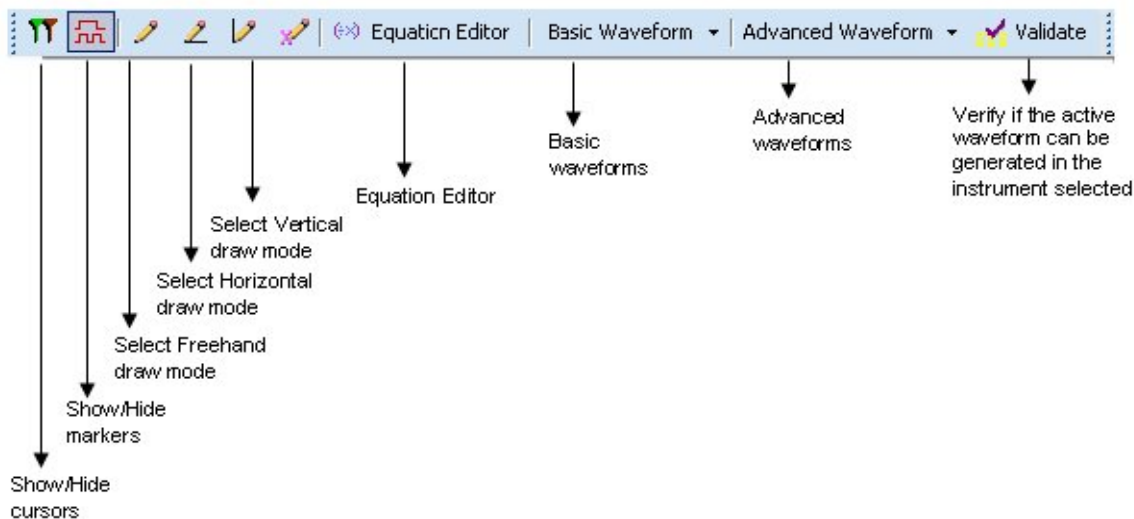 Equaticn Editor
Basic Waveform
Advanced Waveform
Validate
Verify if the active
waveform can be
generated in the
instrument selected
Advanced
waveforms
Basic
waveforms
Equation Editor
Select Vertical
draw mode
Select Horizontal
draw mode
Select Freehand
draw mode
Show/Hide
markers
Show/Hide
cursors